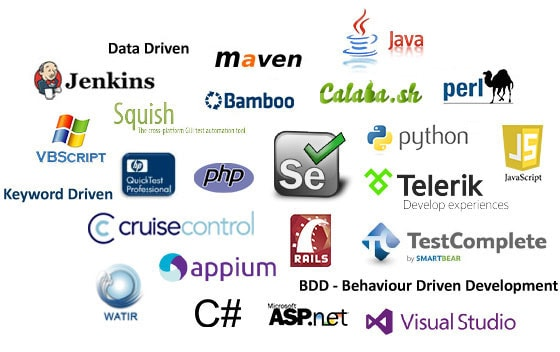 Data Driven
maven
Java
Jenkins
Bamboo
Calaba.sh
perl
Squish
The cross-platform GUI test automation tool
VBSCRIPT
hp
QuickTest
Professional
php
Se
python
JS
JavaScript
Keyword Driven
Telerik
Develop experiences
cruisecontrol
RAILS
TestComplete
by SMARTBEAR
appium
BDD - Behaviour Driven Development
WATIR
C#
Microsoft
ASP.net
Visual Studio